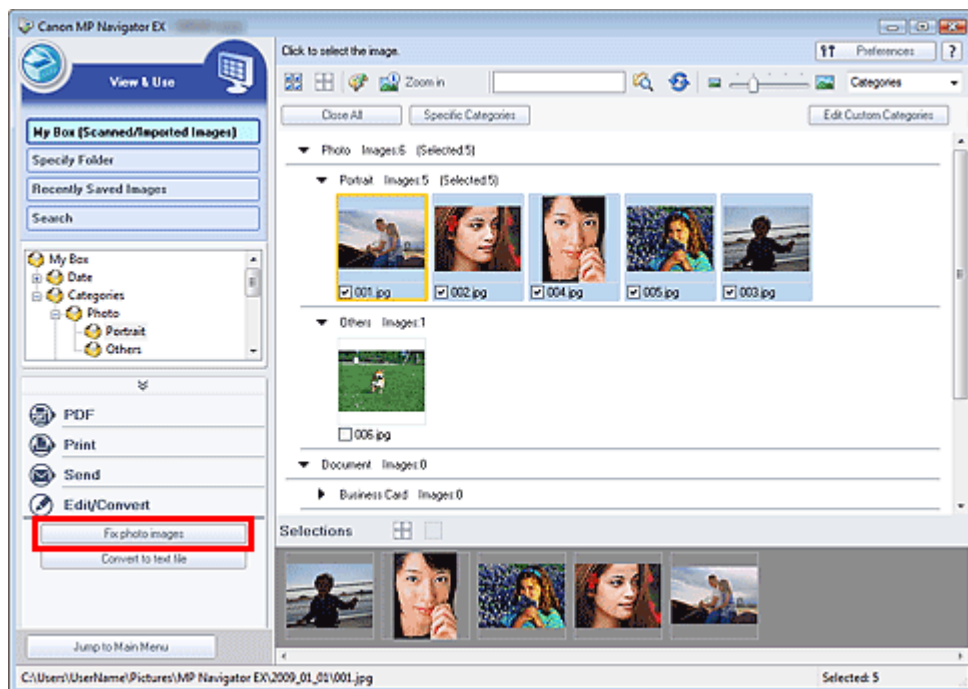 Canon MP Navigator EX
View & Use
Click to select the image.
Preferences
?
Zoom in
Categories
Close All
Specific Categories
Edit Custom Categories
My Box (Scanned/Imported Images)
Specify Folder
Recently Saved Images
Search
My Box
Date
Categories
Photo
Portrait
Others
PDF
Print
Send
Edit/Convert
Fix photo images
Convert to text file
Jump to Main Menu
Photo Images:6 (Selected:5)
Portrait Images:5 (Selected:5)
001.jpg
002.jpg
004.jpg
005.jpg
003.jpg
Others Images:1
006.jpg
Document Images:0
Business Card Images:0
Selections
C:\Users\UserName\Pictures\MP Navigator EX\2009_01_01\001.jpg
Selected: 5